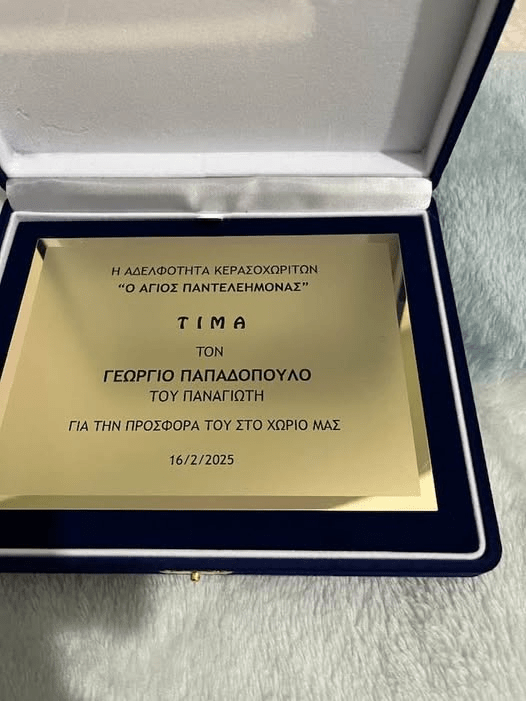 Η ΑΔΕΛΦΟΤΗΤΑ ΚΕΡΑΣΟΧΩΡΙΤΩΝ
“Ο ΑΓΙΟΣ ΠΑΝΤΕΛΕΗΜΟΝΑΣ”
ΤΙΜΑ
ΤΟΝ
ΓΕΩΡΓΙΟ ΠΑΠΑΔΟΠΟΥΛΟ
ΤΟΥ ΠΑΝΑΓΙΩΤΗ
ΓΙΑ ΤΗΝ ΠΡΟΣΦΟΡΑ ΤΟΥ ΣΤΟ ΧΩΡΙΟ ΜΑΣ
16/2/2025